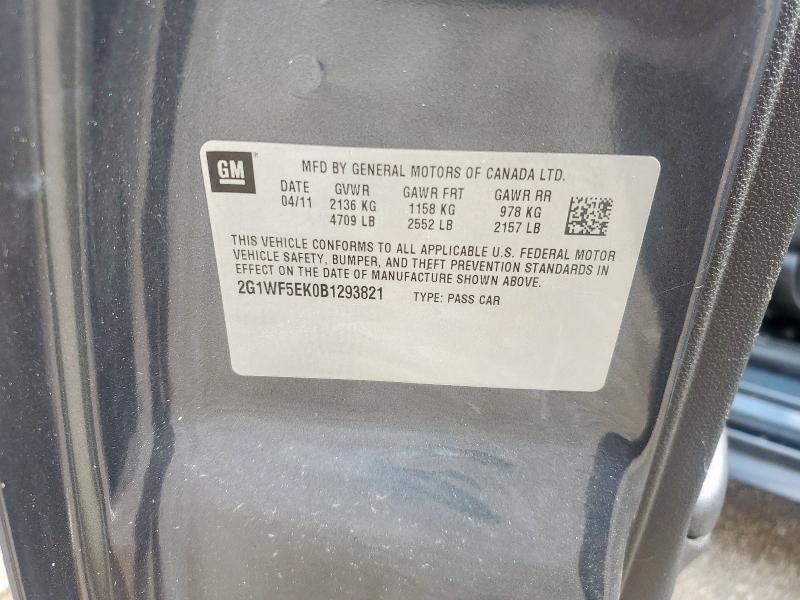 GM
MFD BY GENERAL MOTORS OF CANADA LTD.
DATE GVWR GAWR FRT GAWR RR
04/11 2136 KG 1158 KG 978 KG
4709 LB 2552 LB 2157 LB
THIS VEHICLE CONFORMS TO ALL APPLICABLE U.S. FEDERAL MOTOR
VEHICLE SAFETY, BUMPER, AND THEFT PREVENTION STANDARDS IN
EFFECT ON THE DATE OF MANUFACTURE SHOWN ABOVE.
2G1WF5EK0B1293821 TYPE: PASS CAR